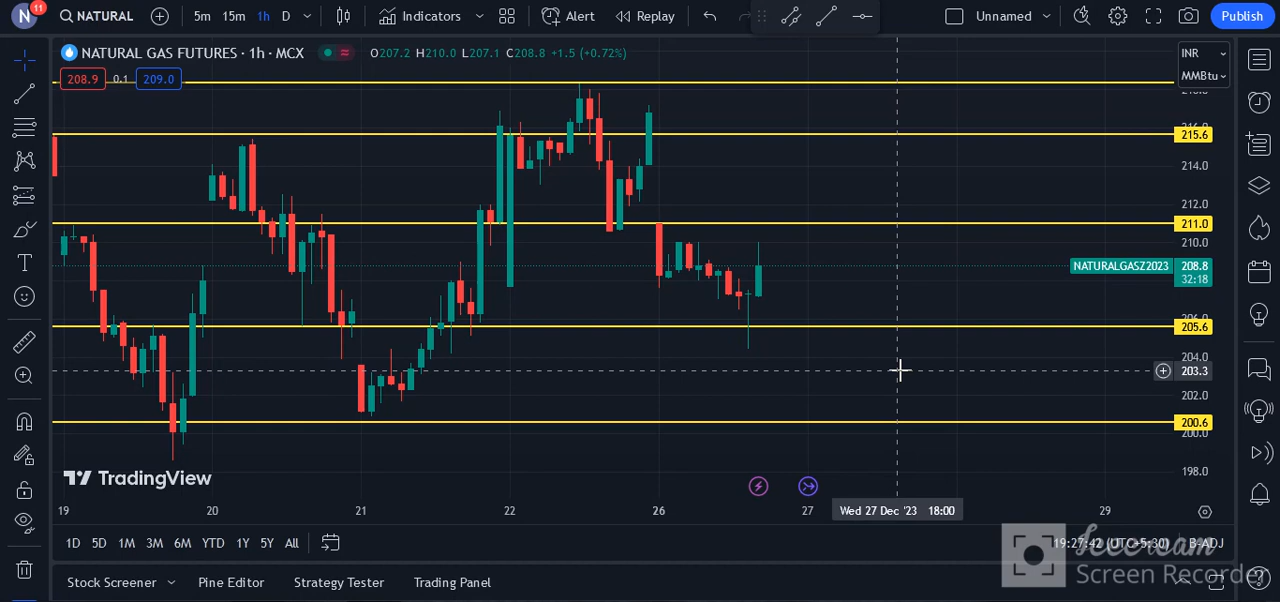 N 11 NATURAL 5m 15m 1h D Indicators Alert Replay Unnamed Publish
NATURAL GAS FUTURES · 1h · MCX O207.2 H210.0 L207.1 C208.8 +1.5 (+0.72%)
INR
MMBtu
208.9 0.1 209.0
215.6
214.0
212.0
211.0
210.0
NATURALGASZ2023 208.8
32:18
205.6
204.0
203.3
202.0
200.6
200.0
198.0
TradingView
19 20 21 22 26 27 Wed 27 Dec '23 18:00 29
1D 5D 1M 3M 6M YTD 1Y 5Y All 19:27:42 (UTC+5:30) B-ADJ
Icecream
Screen Recorder
Stock Screener Pine Editor Strategy Tester Trading Panel